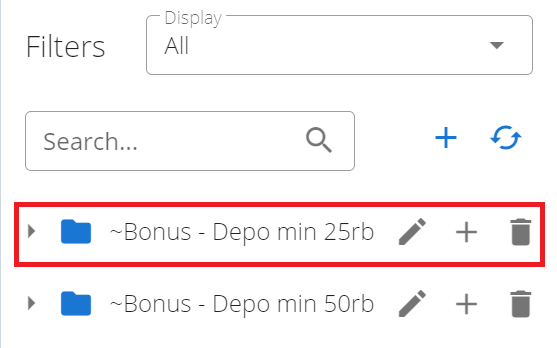 Display
Filters
All
Search...
~Bonus - Depo min 25rb
~Bonus - Depo min 50rb